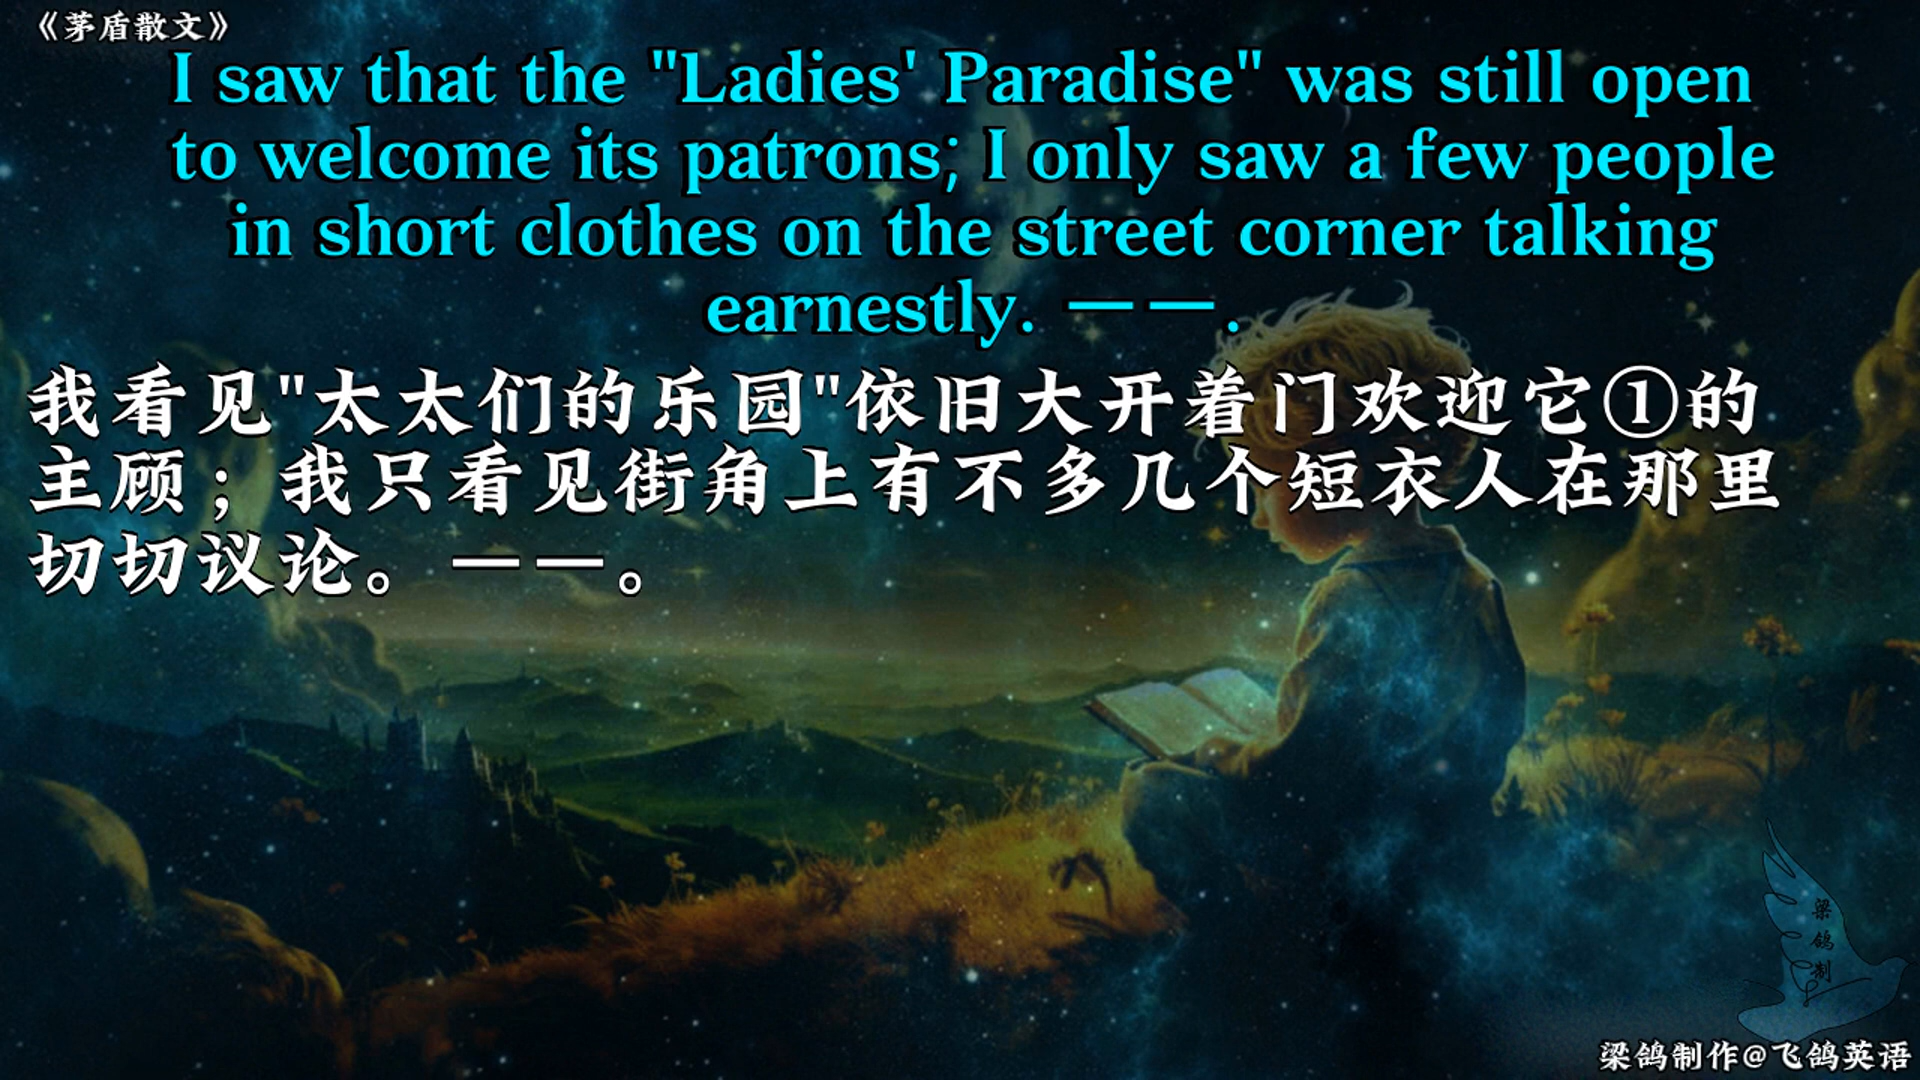 《茅盾散文》
I saw that the "Ladies' Paradise" was still open
to welcome its patrons; I only saw a few people
in short clothes on the street corner talking
earnestly. ——.
我看见"太太们的乐园"依旧大开着门欢迎它①的
主顾；我只看见街角上有不多几个短衣人在那里
切切议论。——。
梁
鸽
制
梁鸽制作@飞鸽英语